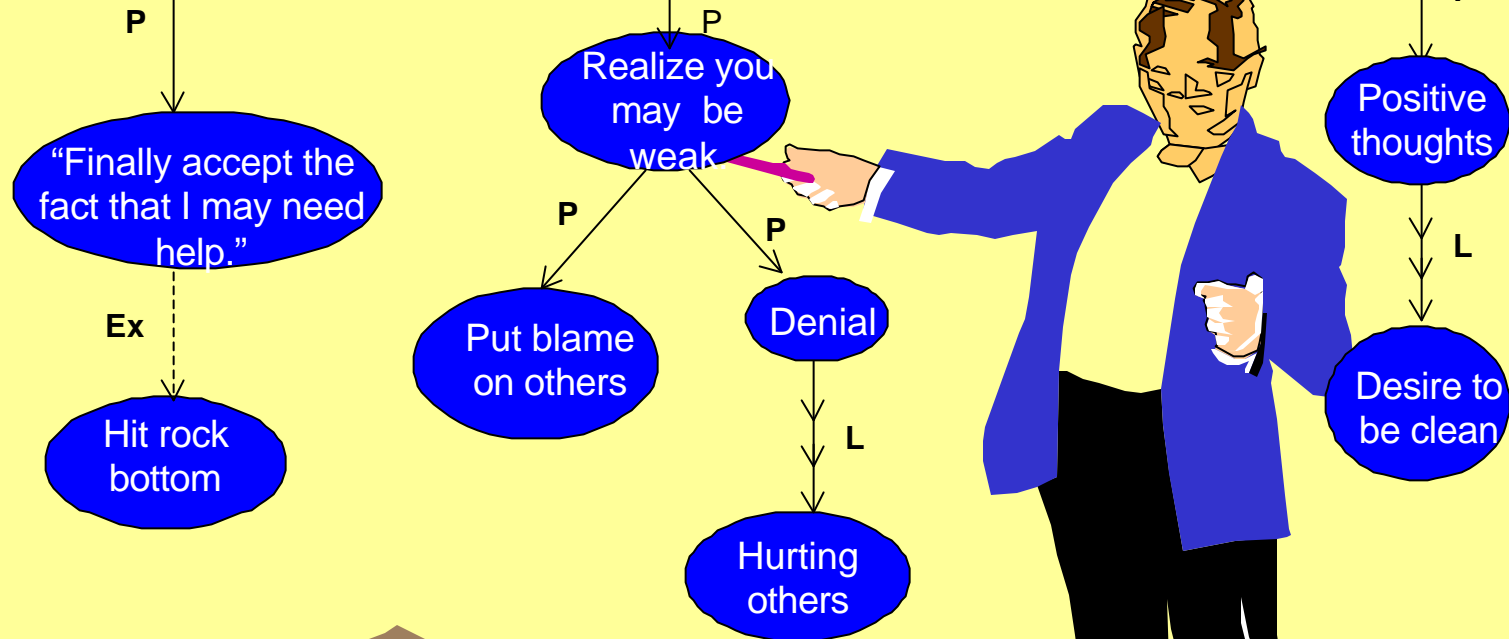 P
“Finally accept the
fact that I may need
help.”
Ex
Hit rock
bottom
P
Realize you
may be
weak.
P
P
Put blame
on others
Denial
L
Hurting
others
Positive
thoughts
L
Desire to
be clean